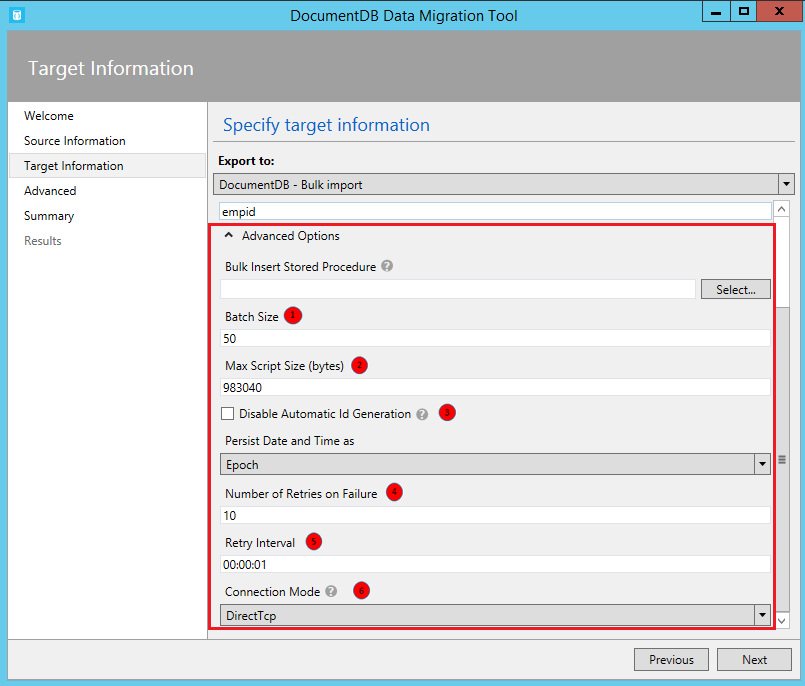 DocumentDB Data Migration Tool
Target Information
Welcome
Source Information
Target Information
Advanced
Summary
Results
Specify target information
Export to:
DocumentDB - Bulk import
empid
Advanced Options
Bulk Insert Stored Procedure ?
Select...
Batch Size 1
50
Max Script Size (bytes) 2
983040
Disable Automatic Id Generation ? 3
Persist Date and Time as
Epoch
Number of Retries on Failure 4
10
Retry Interval 5
00:00:01
Connection Mode ? 6
DirectTcp
Previous Next